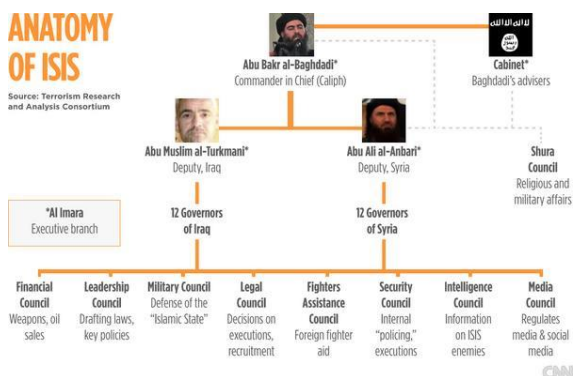 ANATOMY
OF ISIS
Source: Terrorism Research
and Analysis Consortium
Abu Bakr al-Baghdadi*
Commander in Chief (Caliph)
Cabinet*
Baghdadi's advisers
Abu Muslim al-Turkmani*
Deputy, Iraq
Abu Ali al-Anbari*
Deputy, Syria
Shura
Council
Religious and
military affairs
*Al Imara
Executive branch
12 Governors
of Iraq
12 Governors
of Syria
Financial
Council
Weapons, oil
sales
Leadership
Council
Drafting laws,
key policies
Military Council
Defense of the
"Islamic State"
Legal
Council
Decisions on
executions,
recruitment
Fighters
Assistance
Council
Foreign fighter
aid
Security
Council
Internal
"policing,"
executions
Intelligence
Council
Information
on ISIS
enemies
Media
Council
Regulates
media & social
media
CNN